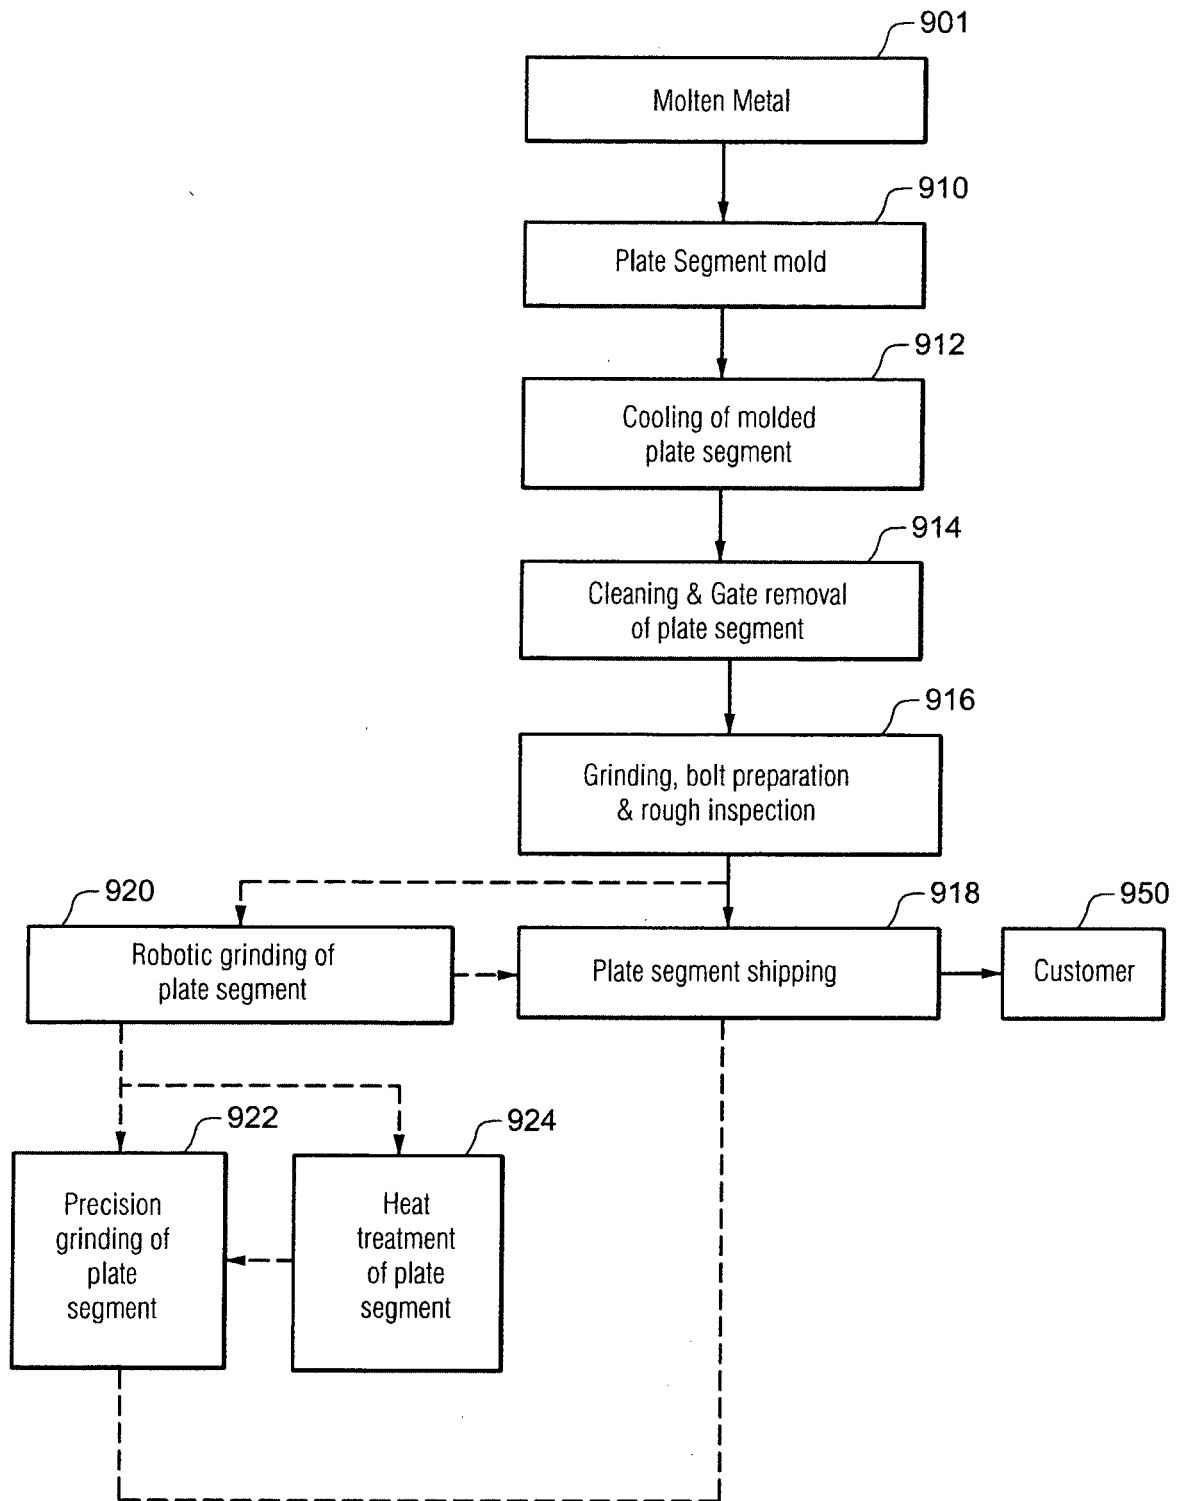 901
Molten Metal
910
Plate Segment mold
912
Cooling of molded
plate segment
914
Cleaning & Gate removal
of plate segment
916
Grinding, bolt preparation
& rough inspection
920
Robotic grinding of
plate segment
918
Plate segment shipping
950
Customer
922
Precision
grinding of
plate
segment
924
Heat
treatment
of plate
segment